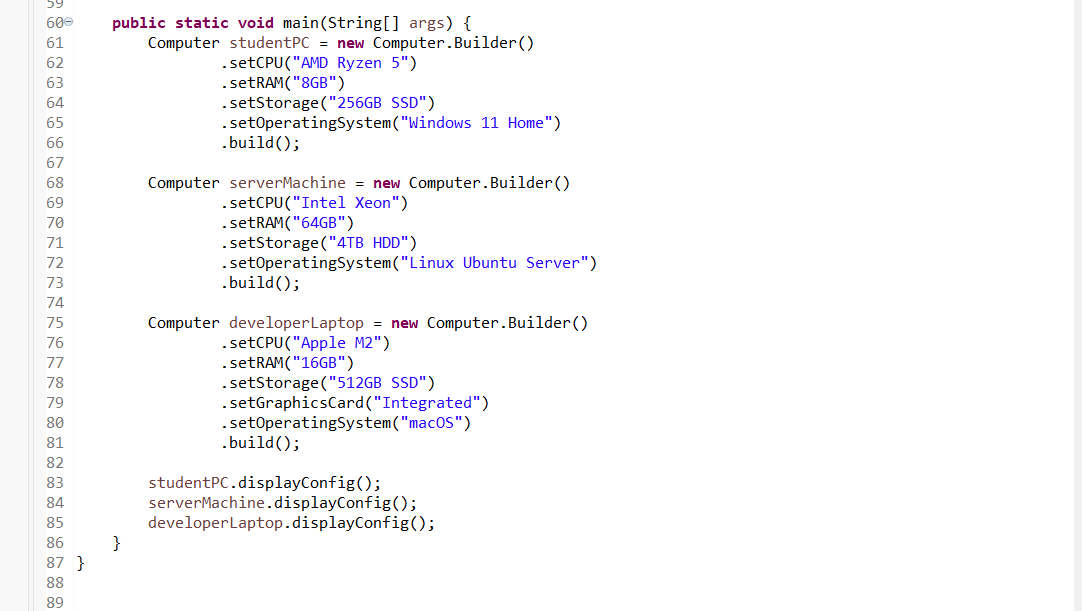 59
60    public static void main(String[] args) {
61        Computer studentPC = new Computer.Builder()
62                .setCPU("AMD Ryzen 5")
63                .setRAM("8GB")
64                .setStorage("256GB SSD")
65                .setOperatingSystem("Windows 11 Home")
66                .build();
67
68        Computer serverMachine = new Computer.Builder()
69                .setCPU("Intel Xeon")
70                .setRAM("64GB")
71                .setStorage("4TB HDD")
72                .setOperatingSystem("Linux Ubuntu Server")
73                .build();
74
75        Computer developerLaptop = new Computer.Builder()
76                .setCPU("Apple M2")
77                .setRAM("16GB")
78                .setStorage("512GB SSD")
79                .setGraphicsCard("Integrated")
80                .setOperatingSystem("macOS")
81                .build();
82
83        studentPC.displayConfig();
84        serverMachine.displayConfig();
85        developerLaptop.displayConfig();
86    }
87 }
88
89